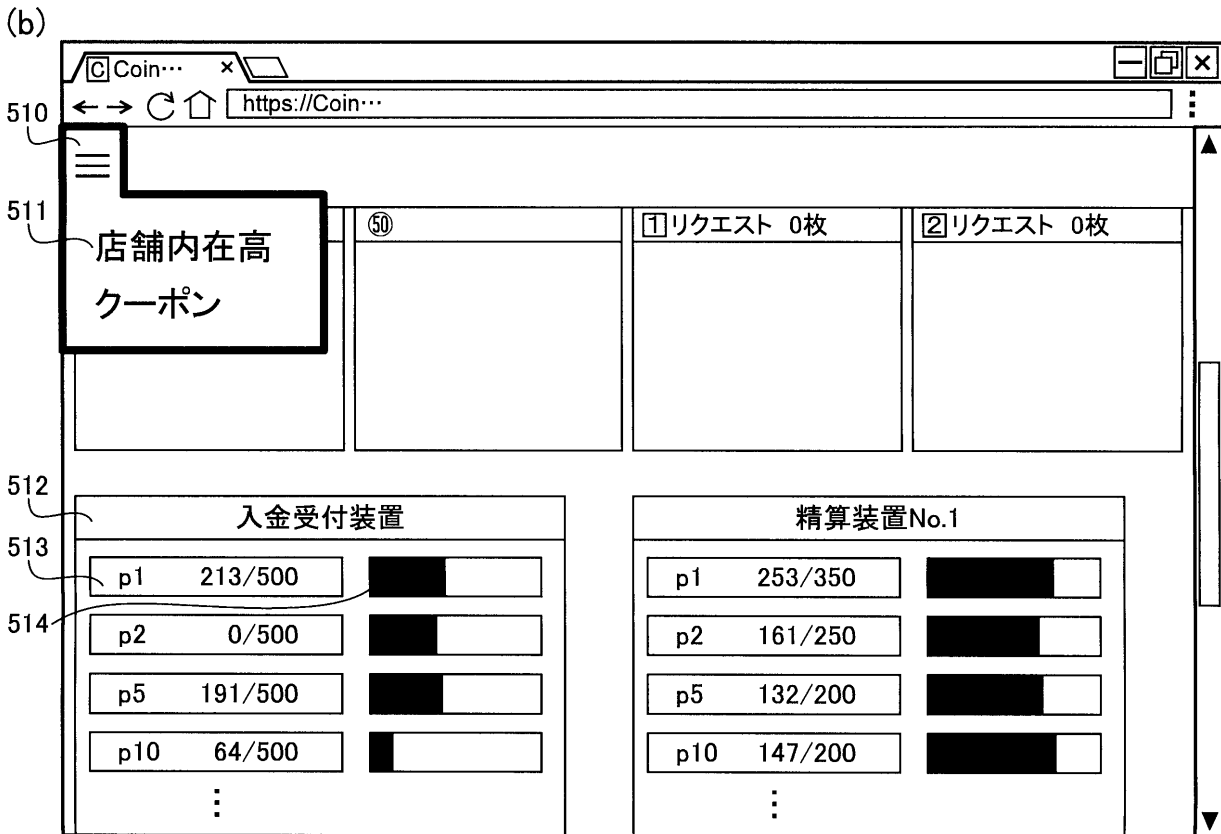 (b)
C Coin… ×
https://Coin…
510
511
店舗内在高
クーポン
㊿
1 リクエスト 0枚
2 リクエスト 0枚
512
入金受付装置
精算装置No.1
513
p1 213/500
p1 253/350
514
p2 0/500
p2 161/250
p5 191/500
p5 132/200
p10 64/500
p10 147/200